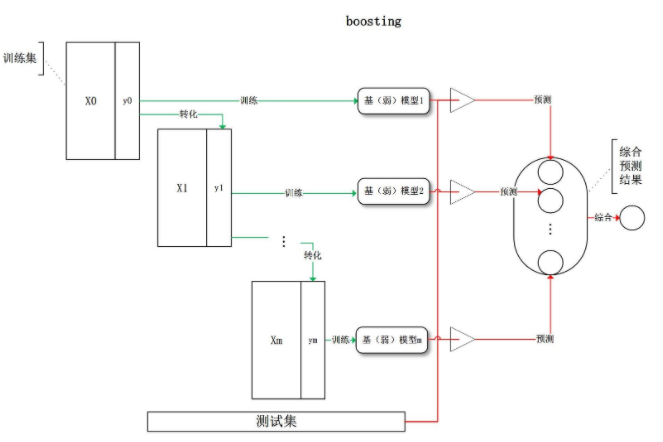 boosting
训练集
X0
y0
训练
基（弱）模型1
预测
转化
X1
y1
训练
基（弱）模型2
预测
综合
预测
结果
综合
⋮
⋮
转化
Xm
ym
训练
基（弱）模型m
预测
测试集